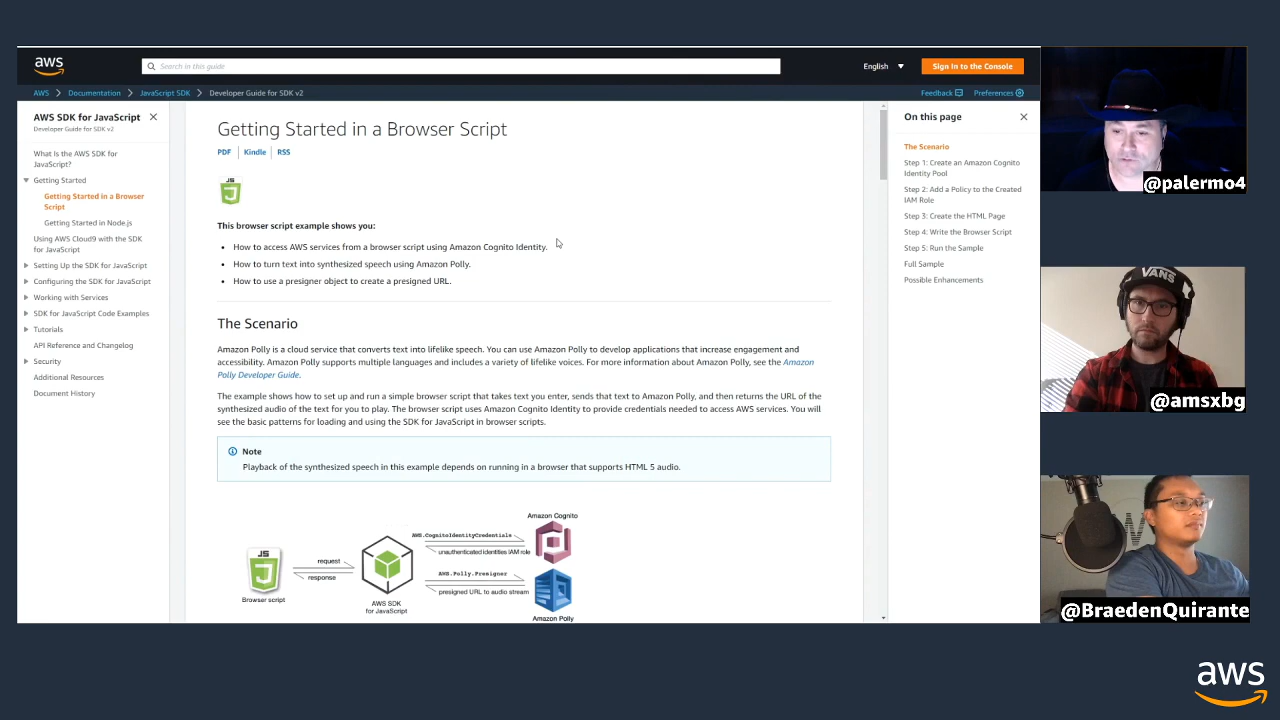 aws
Search in this guide
English
Sign In to the Console
AWS > Documentation > JavaScript SDK > Developer Guide for SDK v2
Feedback
Preferences
AWS SDK for JavaScript
Developer Guide for SDK v2
What Is the AWS SDK for
JavaScript?
Getting Started
Getting Started in a Browser
Script
Getting Started in Node.js
Using AWS Cloud9 with the SDK
for JavaScript
Setting Up the SDK for JavaScript
Configuring the SDK for JavaScript
Working with Services
SDK for JavaScript Code Examples
Tutorials
API Reference and Changelog
Security
Additional Resources
Document History
Getting Started in a Browser Script
PDF | Kindle | RSS
JS
This browser script example shows you:
• How to access AWS services from a browser script using Amazon Cognito Identity.
• How to turn text into synthesized speech using Amazon Polly.
• How to use a presigner object to create a presigned URL.
The Scenario
Amazon Polly is a cloud service that converts text into lifelike speech. You can use Amazon Polly to develop applications that increase engagement and
accessibility. Amazon Polly supports multiple languages and includes a variety of lifelike voices. For more information about Amazon Polly, see the Amazon
Polly Developer Guide.
The example shows how to set up and run a simple browser script that takes text you enter, sends that text to Amazon Polly, and then returns the URL of the
synthesized audio of the text for you to play. The browser script uses Amazon Cognito Identity to provide credentials needed to access AWS services. You will
see the basic patterns for loading and using the SDK for JavaScript in browser scripts.
Note
Playback of the synthesized speech in this example depends on running in a browser that supports HTML 5 audio.
JS
Browser script
request
response
AWS SDK
for JavaScript
AWS.CognitoIdentityCredentials
unauthenticated identities IAM role
AWS.Polly.Presigner
presigned URL to audio stream
Amazon Cognito
Amazon Polly
On this page
The Scenario
Step 1: Create an Amazon Cognito
Identity Pool
Step 2: Add a Policy to the Created
IAM Role
Step 3: Create the HTML Page
Step 4: Write the Browser Script
Step 5: Run the Sample
Full Sample
Possible Enhancements
@palermo4
VANS
@amsxbg
@BraedenQuirante
aws